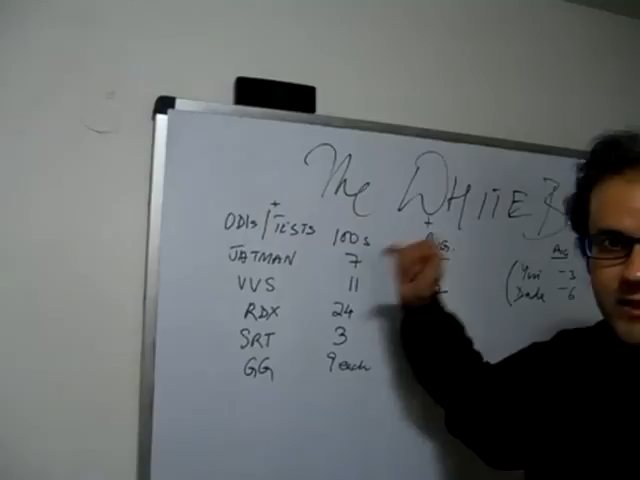 The WHITE B
ODIs/TESTS 100s
JATMAN 7
VVS 11
RDX 24
SRT 3
GG 9 each
Yuvi - 3
Dada - 6